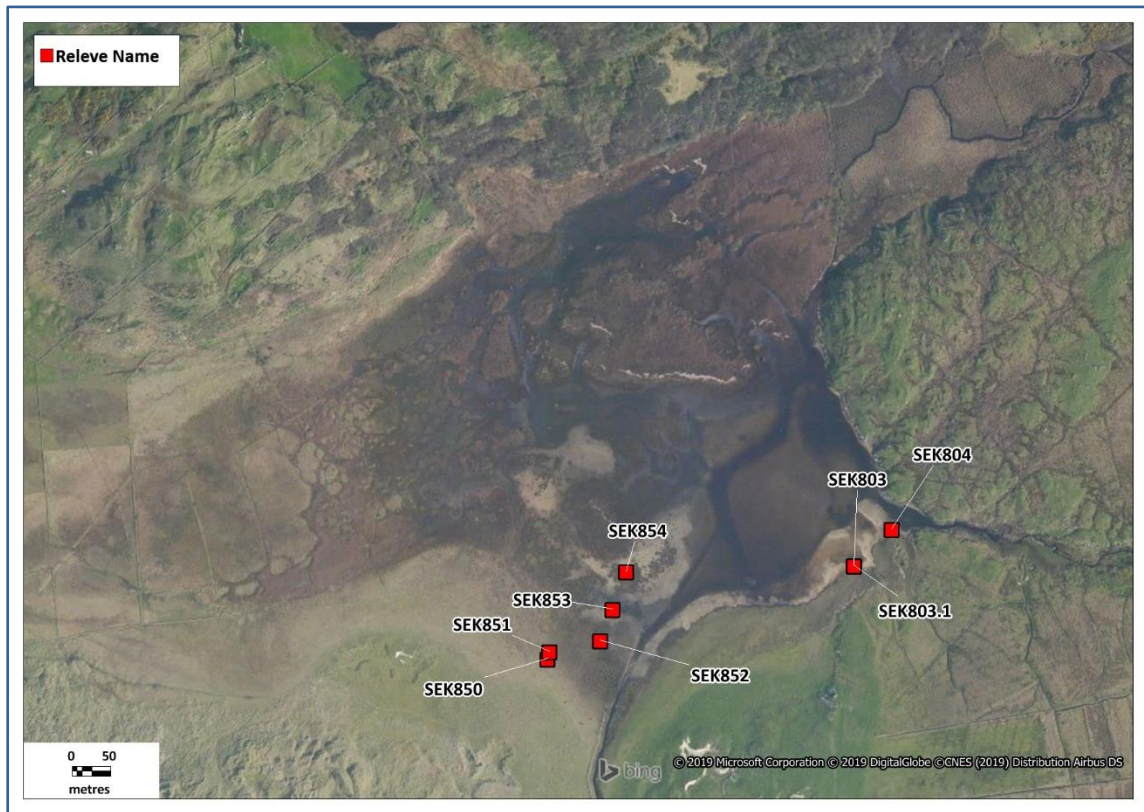 Releve Name
SEK804
SEK803
SEK854
SEK853
SEK803.1
SEK851
SEK852
SEK850
0 50
metres
bing
© 2019 Microsoft Corporation © 2019 DigitalGlobe ©CNES (2019) Distribution Airbus DS